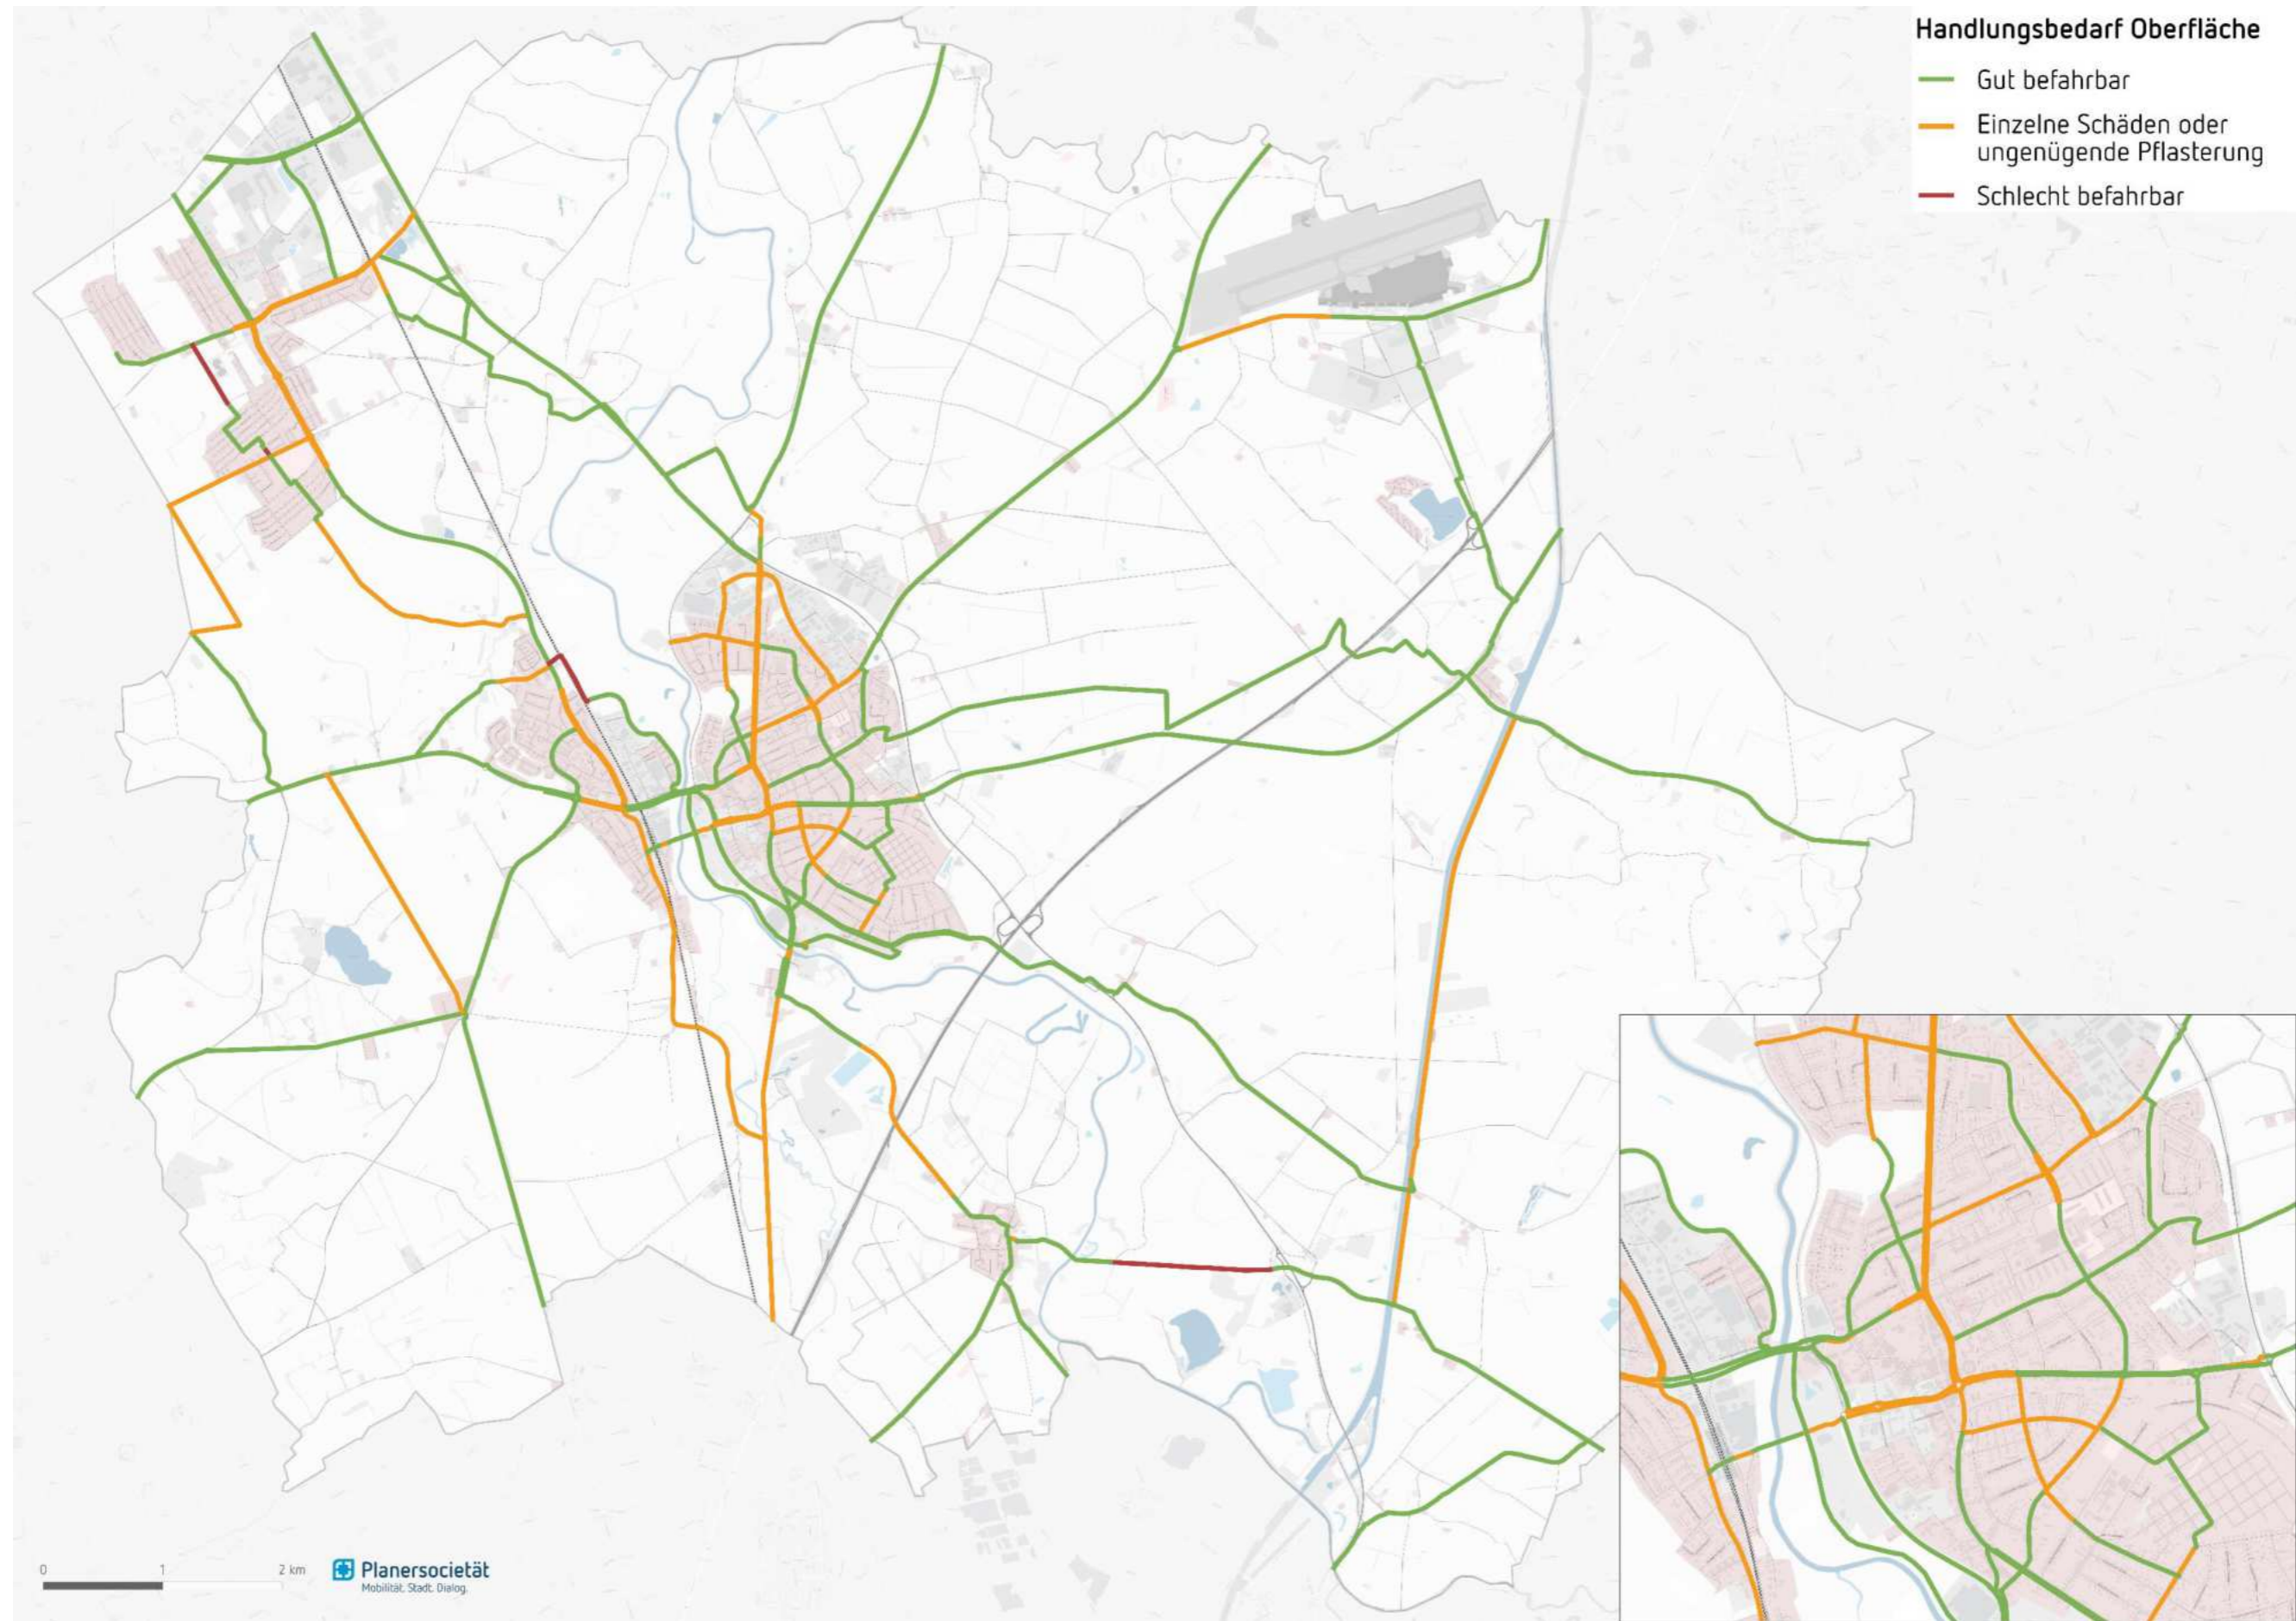 Handlungsbedarf Oberfläche
Gut befahrbar
Einzelne Schäden oder
ungenügende Pflasterung
Schlecht befahrbar
0 1 2 km
Planersocietät
Mobilität. Stadt. Dialog.